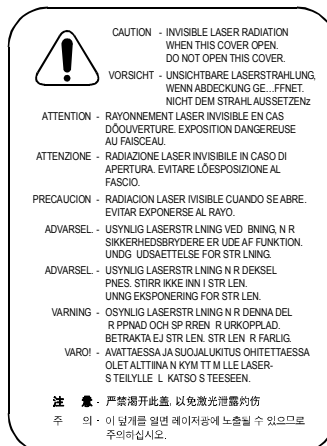 CAUTION - INVISIBLE LASER RADIATION
WHEN THIS COVER OPEN.
DO NOT OPEN THIS COVER.
VORSICHT - UNSICHTBARE LASERSTRAHLUNG,
WENN ABDECKUNG GE…FFNET.
NICHT DEM STRAHL AUSSETZENz
ATTENTION - RAYONNEMENT LASER INVISIBLE EN CAS
DÕOUVERTURE. EXPOSITION DANGEREUSE
AU FAISCEAU.
ATTENZIONE - RADIAZIONE LASER INVISIBILE IN CASO DI
APERTURA. EVITARE LÕESPOSIZIONE AL
FASCIO.
PRECAUCION - RADIACION LASER IVISIBLE CUANDO SE ABRE.
EVITAR EXPONERSE AL RAYO.
ADVARSEL. - USYNLIG LASERSTR LNING VED  BNING, N R
SIKKERHEDSBRYDERE ER UDE AF FUNKTION.
UNDG  UDSAETTELSE FOR STR LNING.
ADVARSEL. - USYNLIG LASERSTR LNING N R DEKSEL
PNES. STIRR IKKE INN I STR LEN.
UNNG EKSPONERING FOR STR LEN.
VARNING - OSYNLIG LASERSTR LNING N R DENNA DEL
R PPNAD OCH SP RREN  R URKOPPLAD.
BETRAKTA EJ STR LEN. STR LEN  R FARLIG.
VARO! - AVATTAESSA JA SUOJALUKITUS OHITETTAESSA
OLET ALTTIINA N KYM TT M LLE LASER-
S TEILYLLE  L  KATSO S TEESEEN.
注 意 - 严禁揭开此盖, 以免激光泄露灼伤
주 의 - 이 덮개를 열면 레이저광에 노출될 수 있으므로
주의하십시오.